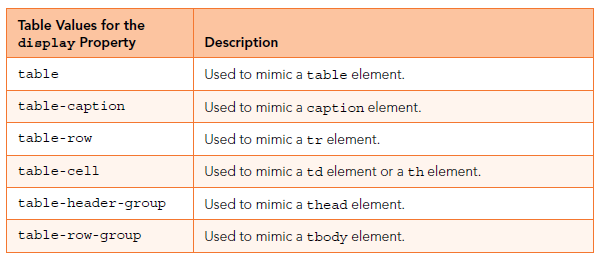 Table Values for the
display Property
Description
table
Used to mimic a table element.
table-caption
Used to mimic a caption element.
table-row
Used to mimic a tr element.
table-cell
Used to mimic a td element or a th element.
table-header-group
Used to mimic a thead element.
table-row-group
Used to mimic a tbody element.